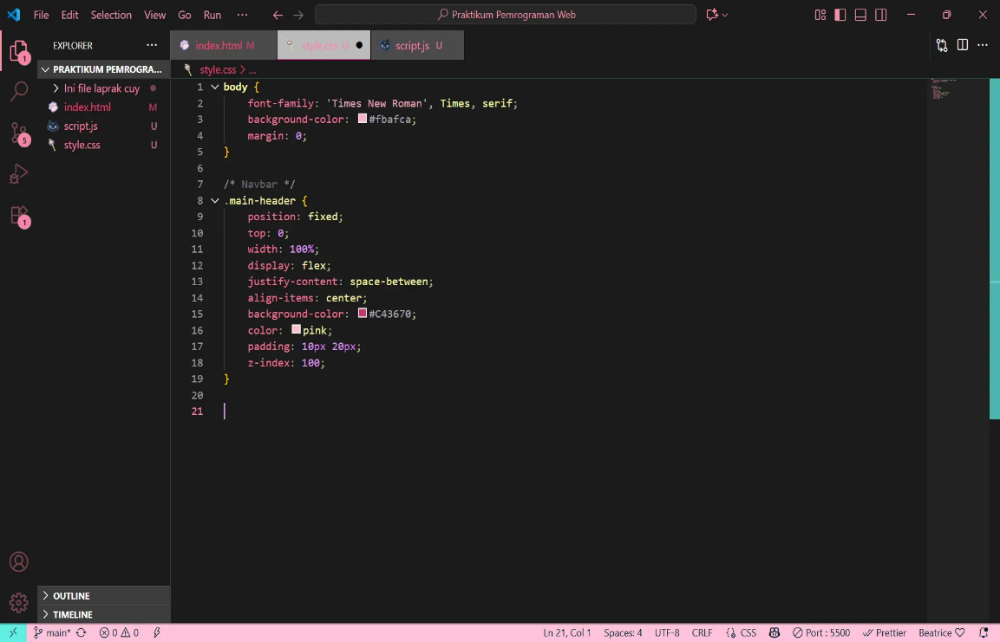 File Edit Selection View Go Run ··· Praktikum Pemrograman Web
EXPLORER ···
PRAKTIKUM PEMROGRA...
Ini file laprak cuy
index.html M
script.js U
style.css U
OUTLINE
TIMELINE
1
5
1
index.html M style.css U script.js U
style.css > ...
1 body {
2 font-family: 'Times New Roman', Times, serif;
3 background-color: #fbafca;
4 margin: 0;
5 }
6
7 /* Navbar */
8 .main-header {
9 position: fixed;
10 top: 0;
11 width: 100%;
12 display: flex;
13 justify-content: space-between;
14 align-items: center;
15 background-color: #C43670;
16 color: pink;
17 padding: 10px 20px;
18 z-index: 100;
19 }
20
21
main* 0 0 Ln 21, Col 1 Spaces: 4 UTF-8 CRLF {} CSS Port : 5500 Prettier Beatrice ♡